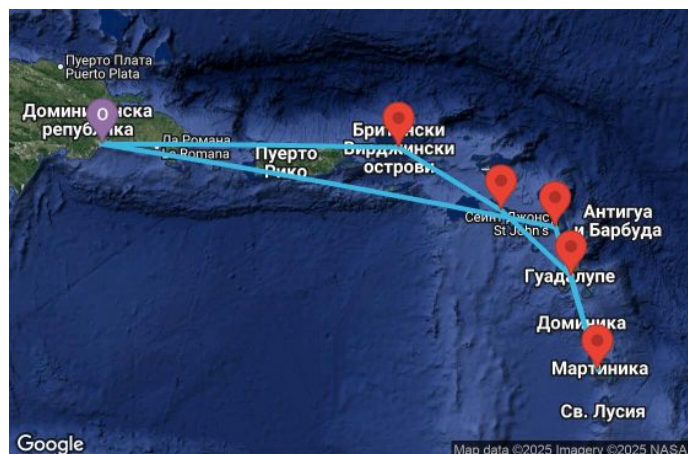 Пуерто Плата
Puerto Plata
Доминиканска
република
O
Ла Романа
La Romana
Пуерто
Рико
Британски
Вирджински
острови
Сейнт Джонс
St John's
Антигуа
и Барбуда
Гуадалупе
Доминика
Мартиника
Св. Лусия
Google
Map data ©2025 Imagery ©2025 NASA